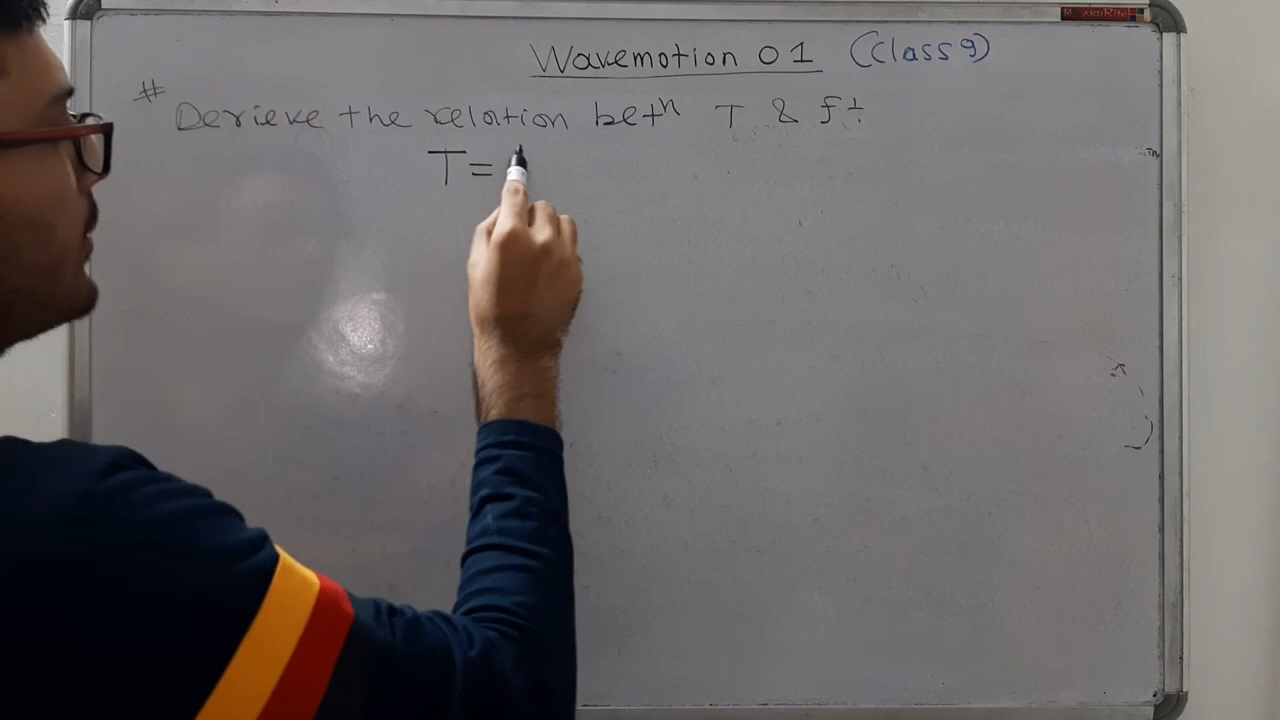 Wavemotion 01 (Class 9)
# Derieve the relation betn T & f÷
T=